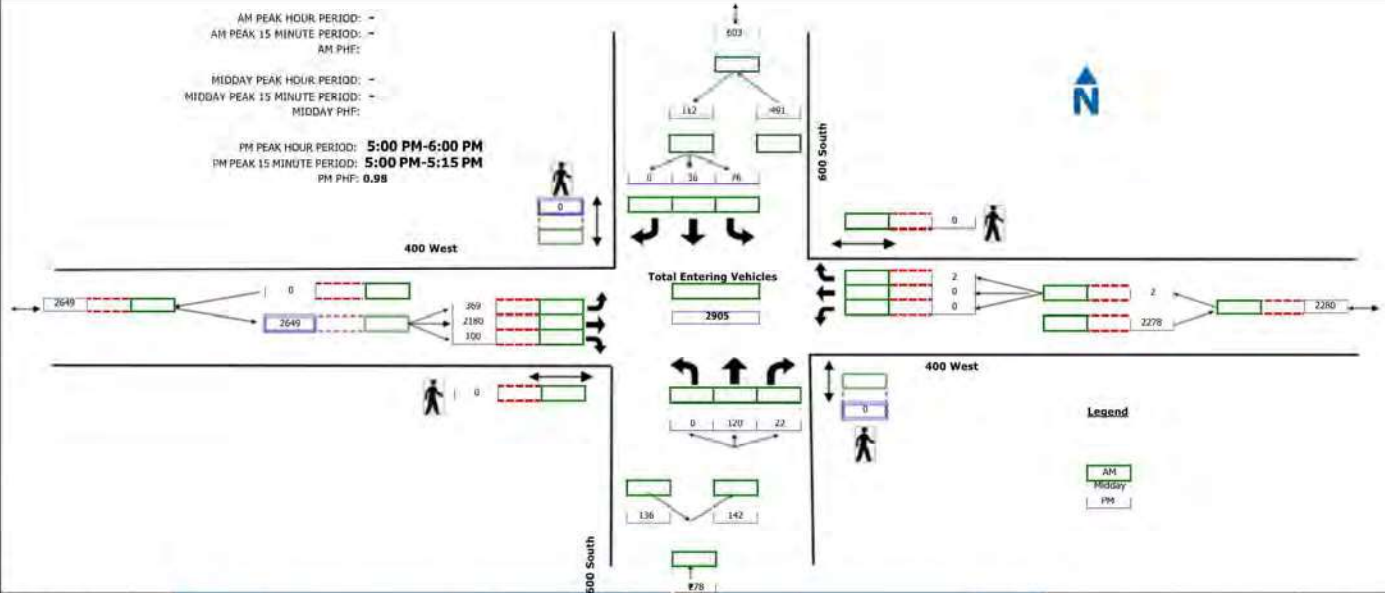 AM PEAK HOUR PERIOD: -
AM PEAK 15 MINUTE PERIOD: -
AM PHF:
MIDDAY PEAK HOUR PERIOD: -
MIDDAY PEAK 15 MINUTE PERIOD: -
MIDDAY PHF:
PM PEAK HOUR PERIOD: 5:00 PM-6:00 PM
PM PEAK 15 MINUTE PERIOD: 5:00 PM-5:15 PM
PM PHF: 0.98
603
N
112 491
600 South
0 36 76
0
0
400 West
Total Entering Vehicles
2905
2649
0
2649
369
2180
100
2
0
0
2
2278
2280
400 West
0
0
0 120 22
Legend
AM
Midday
PM
136 142
600 South
278